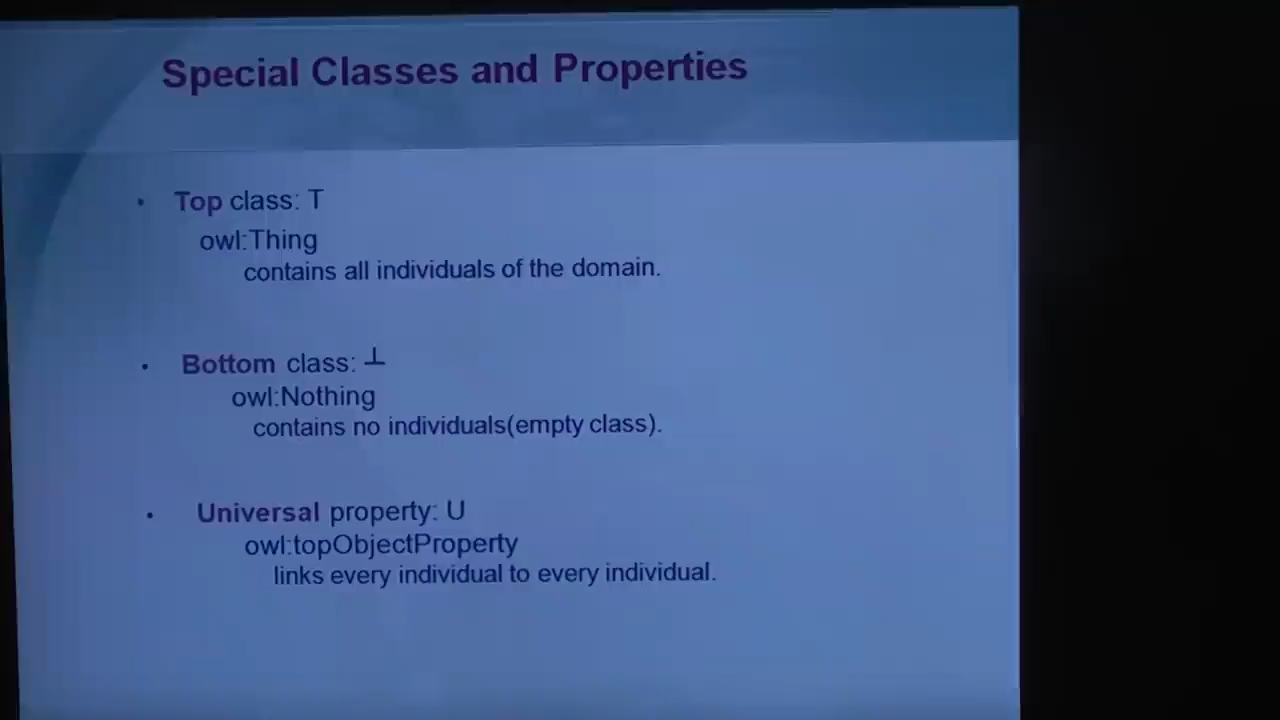 Special Classes and Properties
• Top class: T
owl:Thing
contains all individuals of the domain.
• Bottom class: ┴
owl:Nothing
contains no individuals(empty class).
• Universal property: U
owl:topObjectProperty
links every individual to every individual.